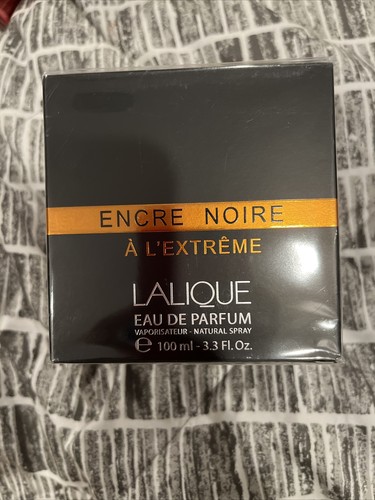 ENCRE NOIRE
À L'EXTRÊME
LALIQUE
EAU DE PARFUM
VAPORISATEUR - NATURAL SPRAY
℮ 100 ml - 3.3 Fl.Oz.